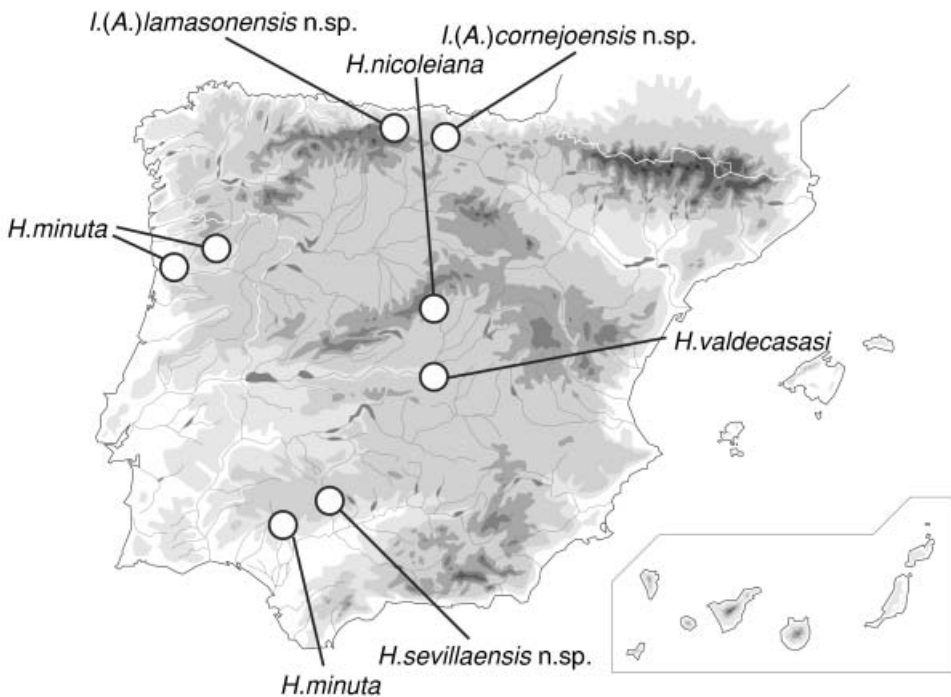 I.(A.)lamasonensis n.sp.
I.(A.)cornejoensis n.sp.
H.nicoleiana
H.minuta
H.valdecasasi
H.sevillaensis n.sp.
H.minuta